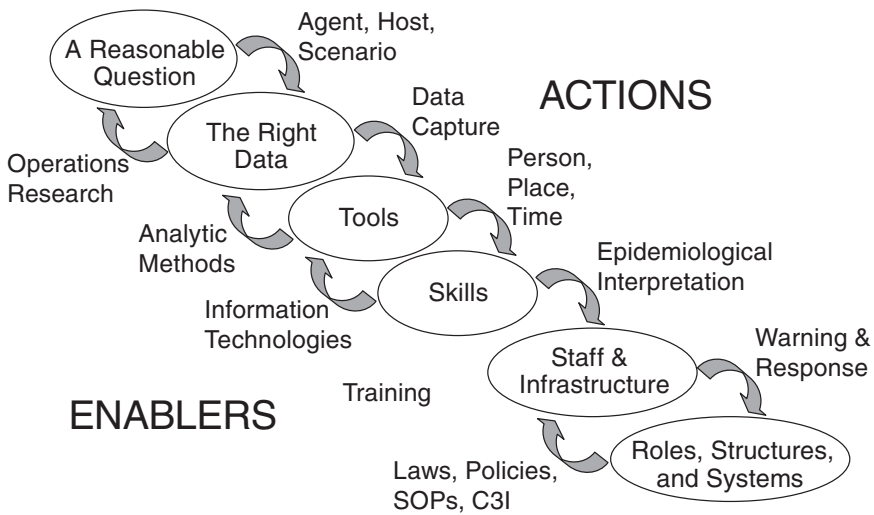 A Reasonable
Question
Agent, Host,
Scenario
ACTIONS
The Right
Data
Data
Capture
Operations
Research
Person,
Place,
Time
Tools
Analytic
Methods
Epidemiological
Interpretation
Skills
Information
Technologies
Warning &
Response
Staff &
Infrastructure
Training
ENABLERS
Roles, Structures,
and Systems
Laws, Policies,
SOPs, C3I